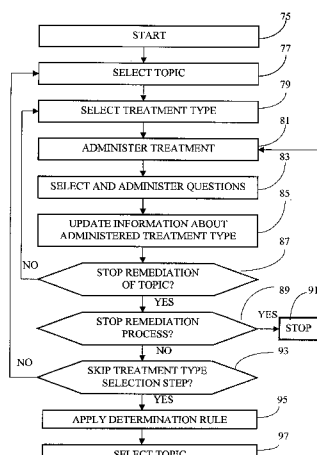 75
START
77
SELECT TOPIC
79
SELECT TREATMENT TYPE
81
ADMINISTER TREATMENT
83
SELECT AND ADMINISTER QUESTIONS
85
UPDATE INFORMATION ABOUT
ADMINISTERED TREATMENT TYPE
87
NO
STOP REMEDIATION
OF TOPIC?
YES
89
91
STOP REMEDIATION
PROCESS?
YES
STOP
NO
93
NO
SKIP TREATMENT TYPE
SELECTION STEP?
YES
95
APPLY DETERMINATION RULE
97
SELECT TOPIC